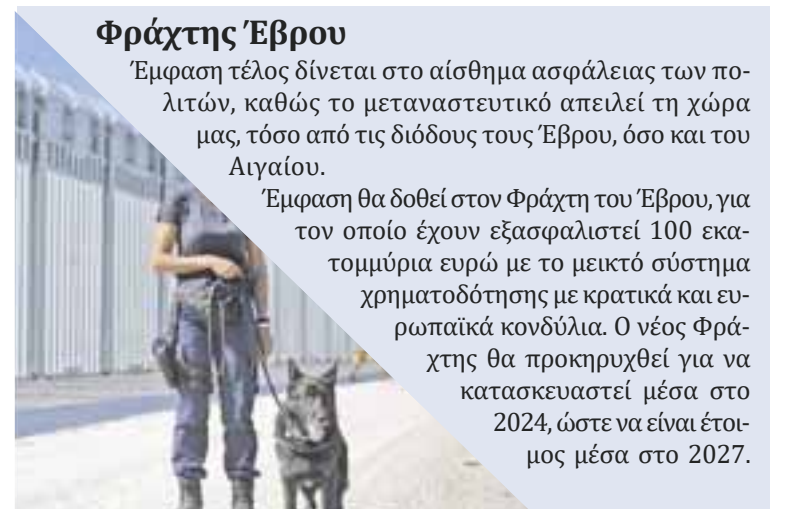 Φράχτης Έβρου
Έμφαση τέλος δίνεται στο αίσθημα ασφάλειας των πο-
λιτών, καθώς το μεταναστευτικό απειλεί τη χώρα
μας, τόσο από τις διόδους τους Έβρου, όσο και του
Αιγαίου.
Έμφαση θα δοθεί στον Φράχτη του Έβρου, για
τον οποίο έχουν εξασφαλιστεί 100 εκα-
τομμύρια ευρώ με το μεικτό σύστημα
χρηματοδότησης με κρατικά και ευ-
ρωπαϊκά κονδύλια. Ο νέος Φρά-
χτης θα προκηρυχθεί για να
κατασκευαστεί μέσα στο
2024, ώστε να είναι έτοι-
μος μέσα στο 2027.